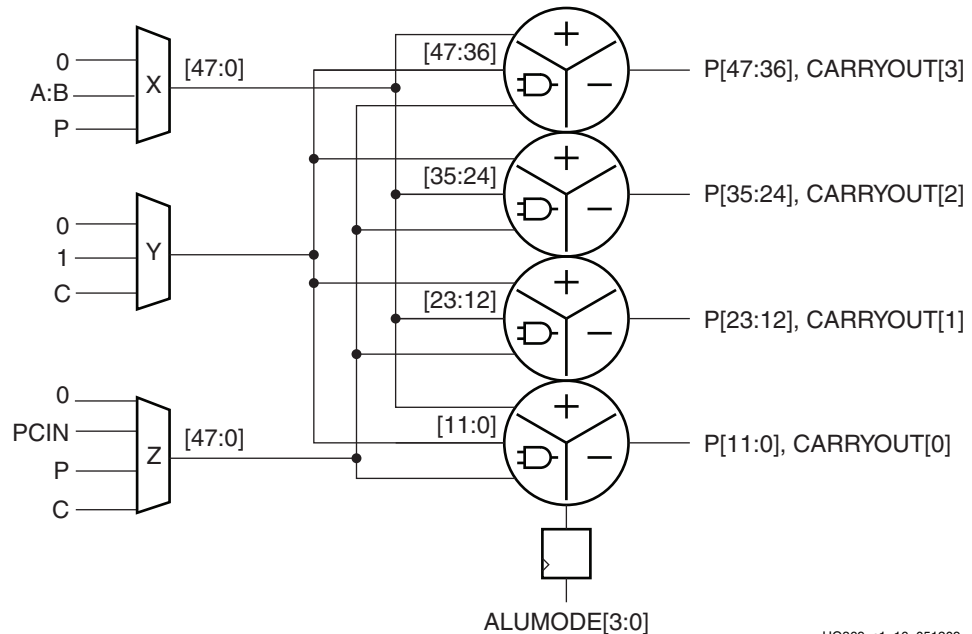 0
A:B
P
X
[47:0]
0
1
C
Y
0
PCIN
P
C
Z
[47:0]
[47:36]
P[47:36], CARRYOUT[3]
[35:24]
P[35:24], CARRYOUT[2]
[23:12]
P[23:12], CARRYOUT[1]
[11:0]
P[11:0], CARRYOUT[0]
ALUMODE[3:0]